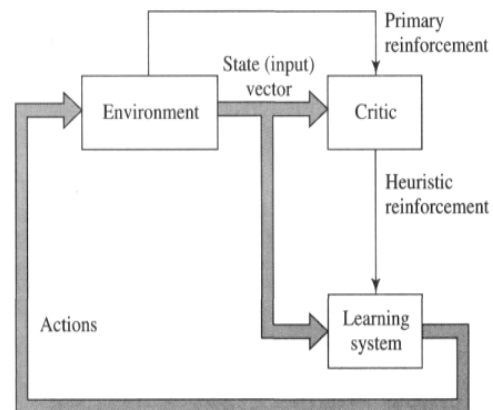 Primary
reinforcement
State (input)
vector
Environment
Critic
Heuristic
reinforcement
Actions
Learning
system